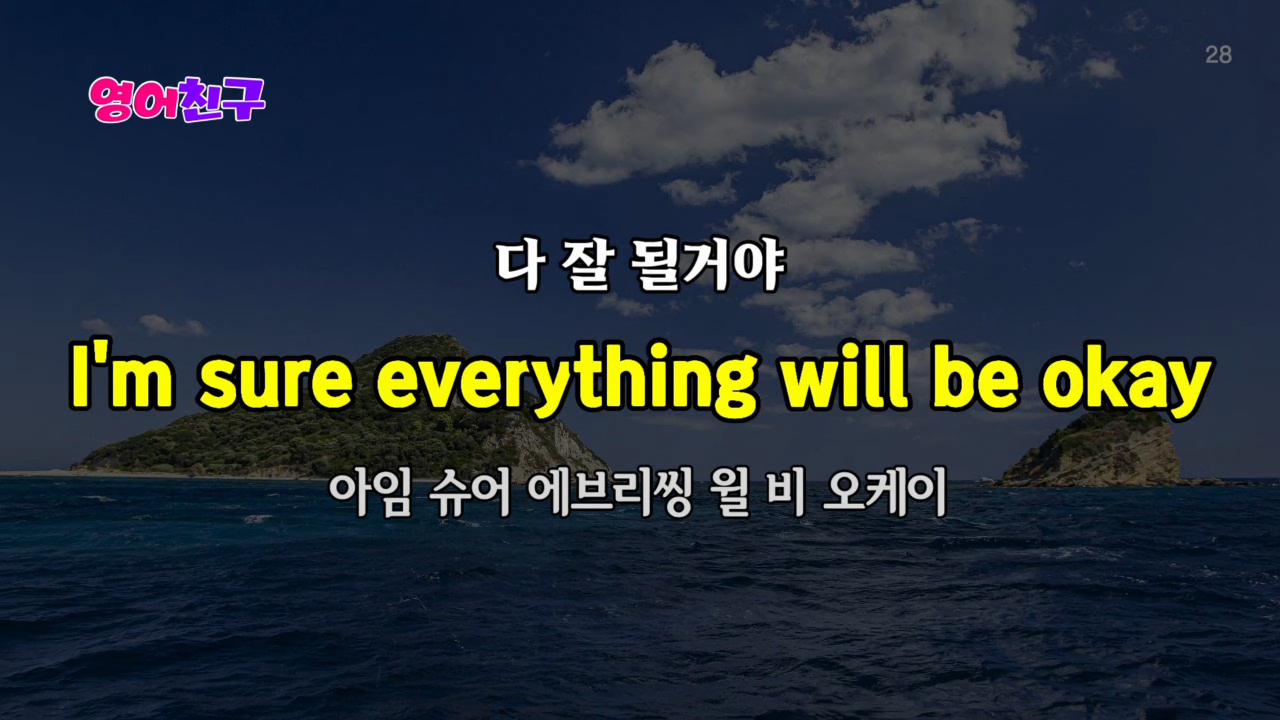 28
영어친구
다 잘 될거야
I'm sure everything will be okay
아임 슈어 에브리씽 윌 비 오케이